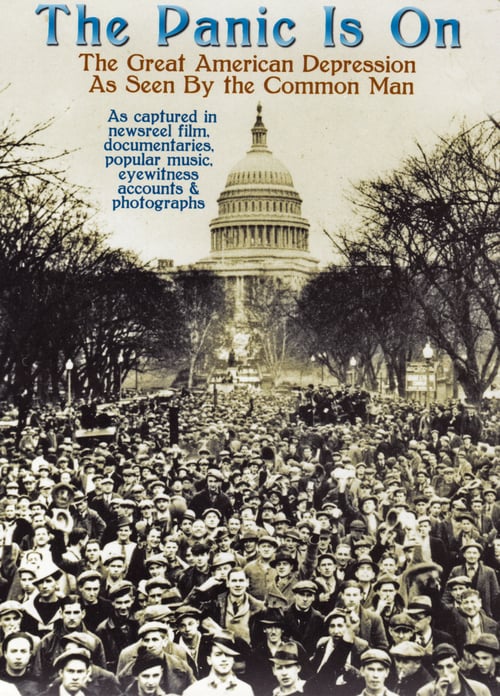 The Panic Is On
The Great American Depression
As Seen By the Common Man
As captured in
newsreel film,
documentaries,
popular music,
eyewitness
accounts &
photographs